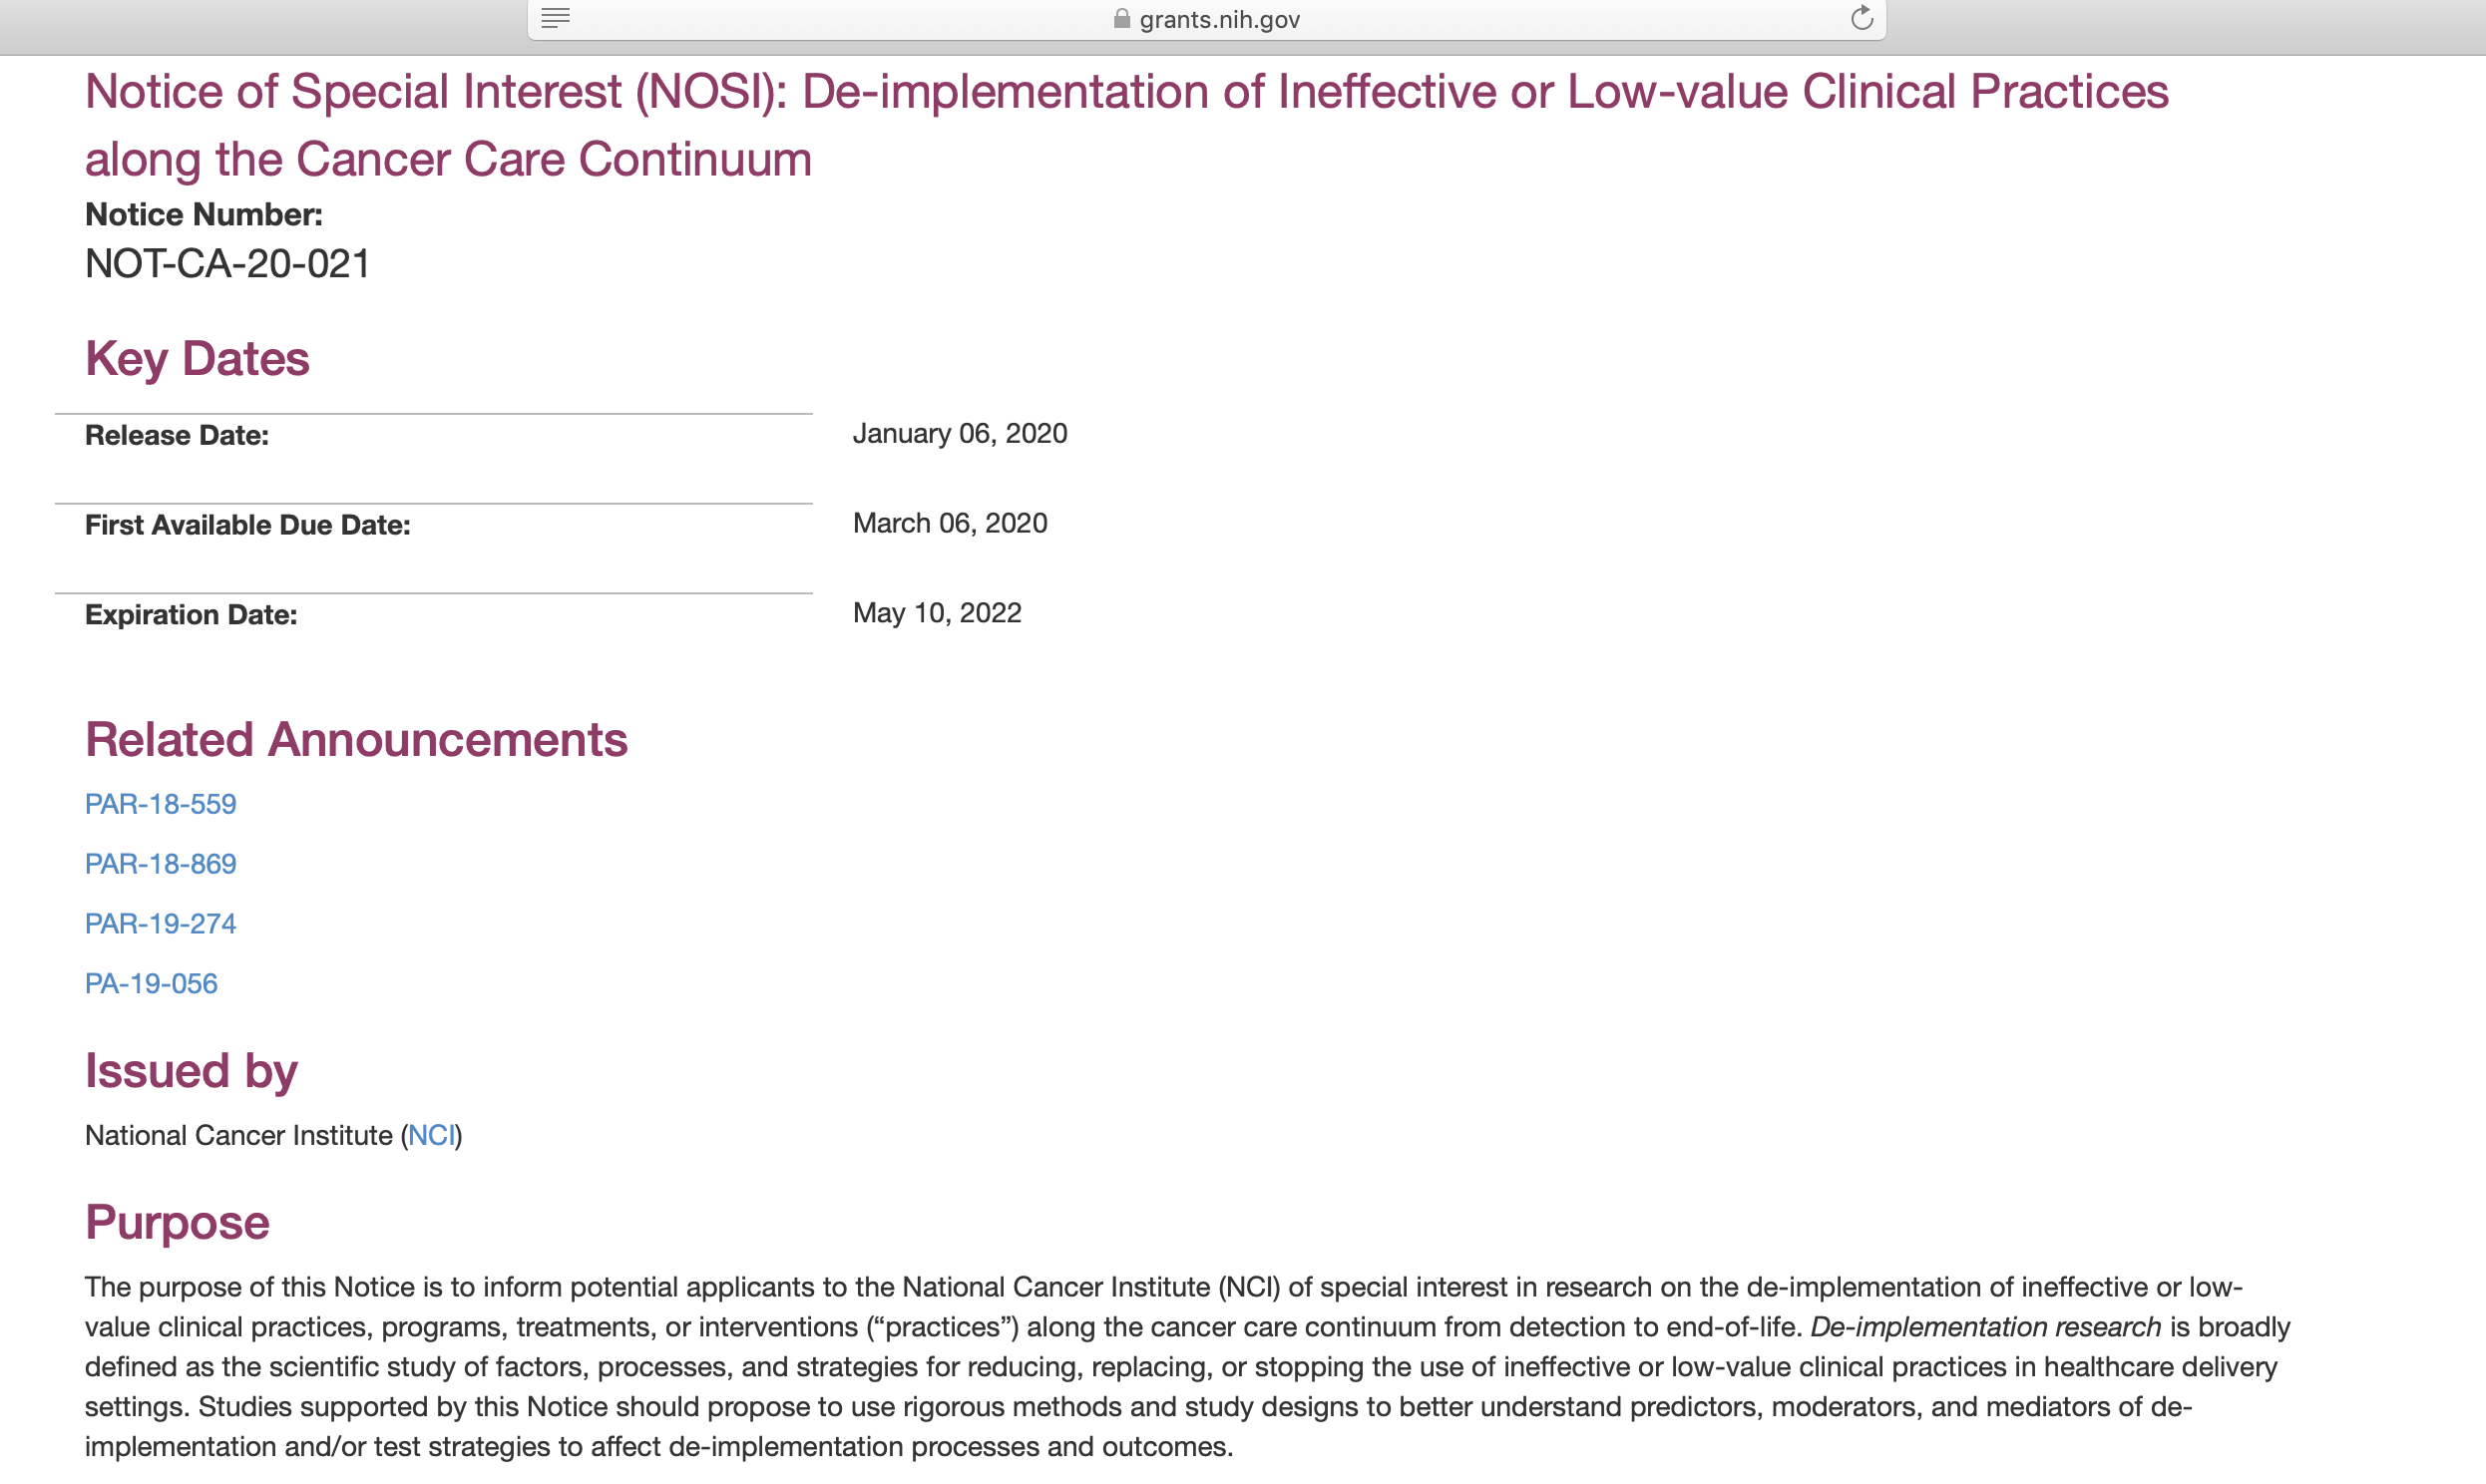 grants.nih.gov
Notice of Special Interest (NOSI): De-implementation of Ineffective or Low-value Clinical Practices
along the Cancer Care Continuum
Notice Number:
NOT-CA-20-021
Key Dates
Release Date: January 06, 2020
First Available Due Date: March 06, 2020
Expiration Date: May 10, 2022
Related Announcements
PAR-18-559
PAR-18-869
PAR-19-274
PA-19-056
Issued by
National Cancer Institute (NCI)
Purpose
The purpose of this Notice is to inform potential applicants to the National Cancer Institute (NCI) of special interest in research on the de-implementation of ineffective or low-
value clinical practices, programs, treatments, or interventions (“practices”) along the cancer care continuum from detection to end-of-life. De-implementation research is broadly
defined as the scientific study of factors, processes, and strategies for reducing, replacing, or stopping the use of ineffective or low-value clinical practices in healthcare delivery
settings. Studies supported by this Notice should propose to use rigorous methods and study designs to better understand predictors, moderators, and mediators of de-
implementation and/or test strategies to affect de-implementation processes and outcomes.